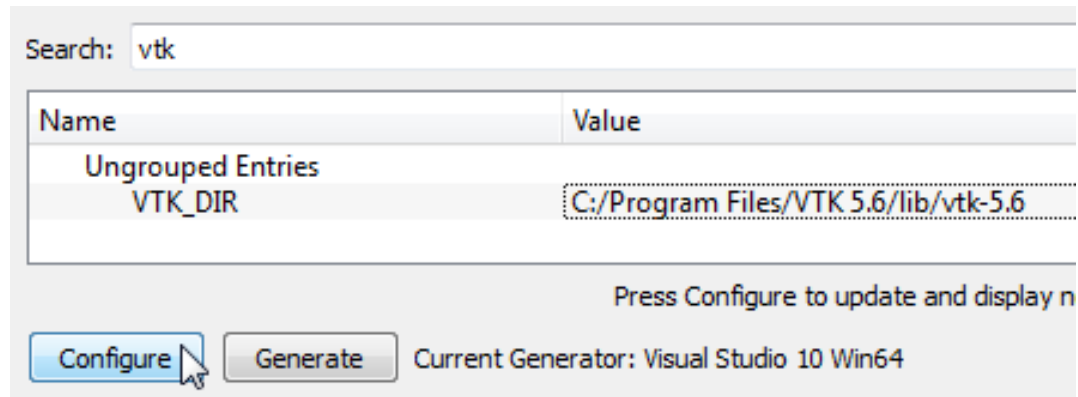 Search: vtk
Name Value
Ungrouped Entries
VTK_DIR C:/Program Files/VTK 5.6/lib/vtk-5.6
Press Configure to update and display n
Configure Generate Current Generator: Visual Studio 10 Win64